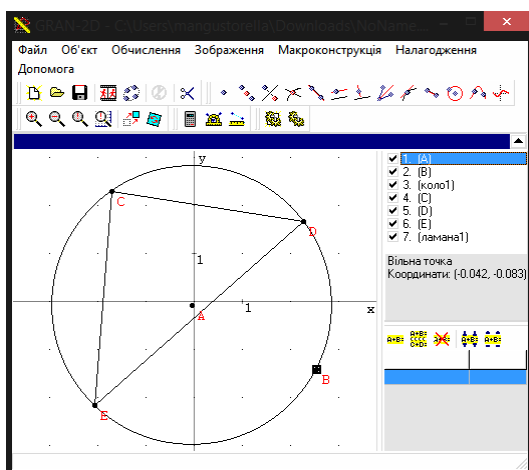 GRAN-2D - C:\Users\mangustorella\Downloads\NoName...
Файл Об'єкт Обчислення Зображення Макроконструкція Налагодження
Допомога
1. (A)
2. (B)
3. (коло1)
4. (C)
5. (D)
6. (E)
7. (ламана1)
Вільна точка
Координати: (-0.042, -0.083)
A+B=
A+B=
CCCC
C+D=
A+B=
A+B=
A+B=
y
C
D
1
A
1
x
B
E